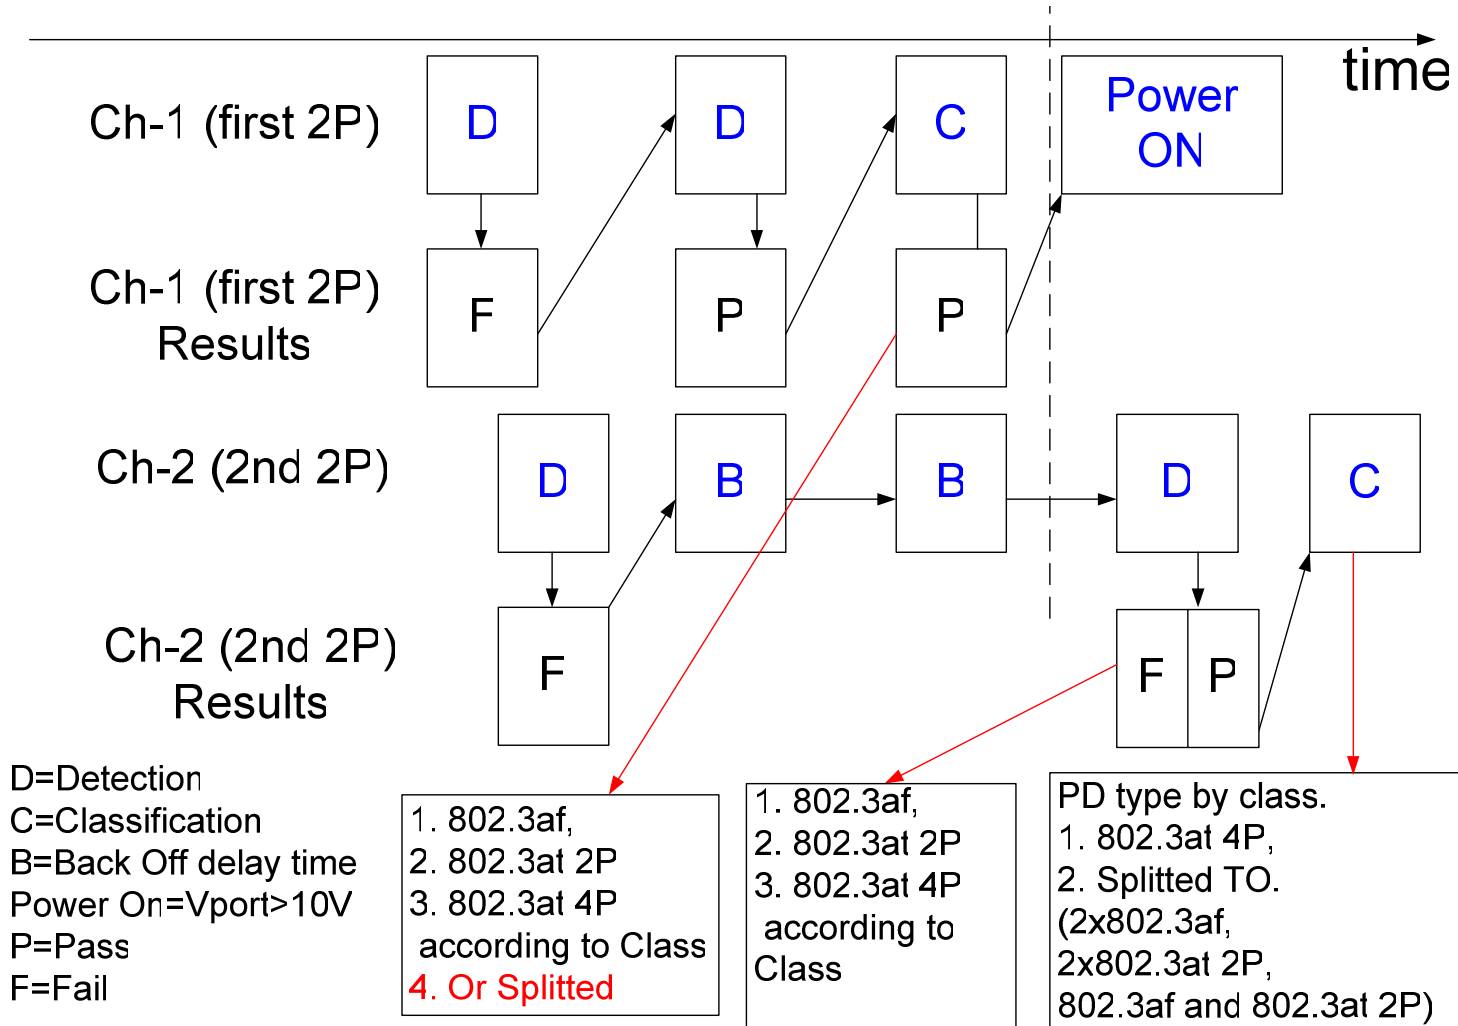 time
Ch-1 (first 2P)
D
D
C
Power
ON
Ch-1 (first 2P)
Results
F
P
P
Ch-2 (2nd 2P)
D
B
B
D
C
Ch-2 (2nd 2P)
Results
F
F
P
D=Detection
C=Classification
B=Back Off delay time
Power On=Vport>10V
P=Pass
F=Fail
1. 802.3af,
2. 802.3at 2P
3. 802.3at 4P
according to Class
4. Or Splitted
1. 802.3af,
2. 802.3at 2P
3. 802.3at 4P
according to
Class
PD type by class.
1. 802.3at 4P,
2. Splitted TO.
(2x802.3af,
2x802.3at 2P,
802.3af and 802.3at 2P)